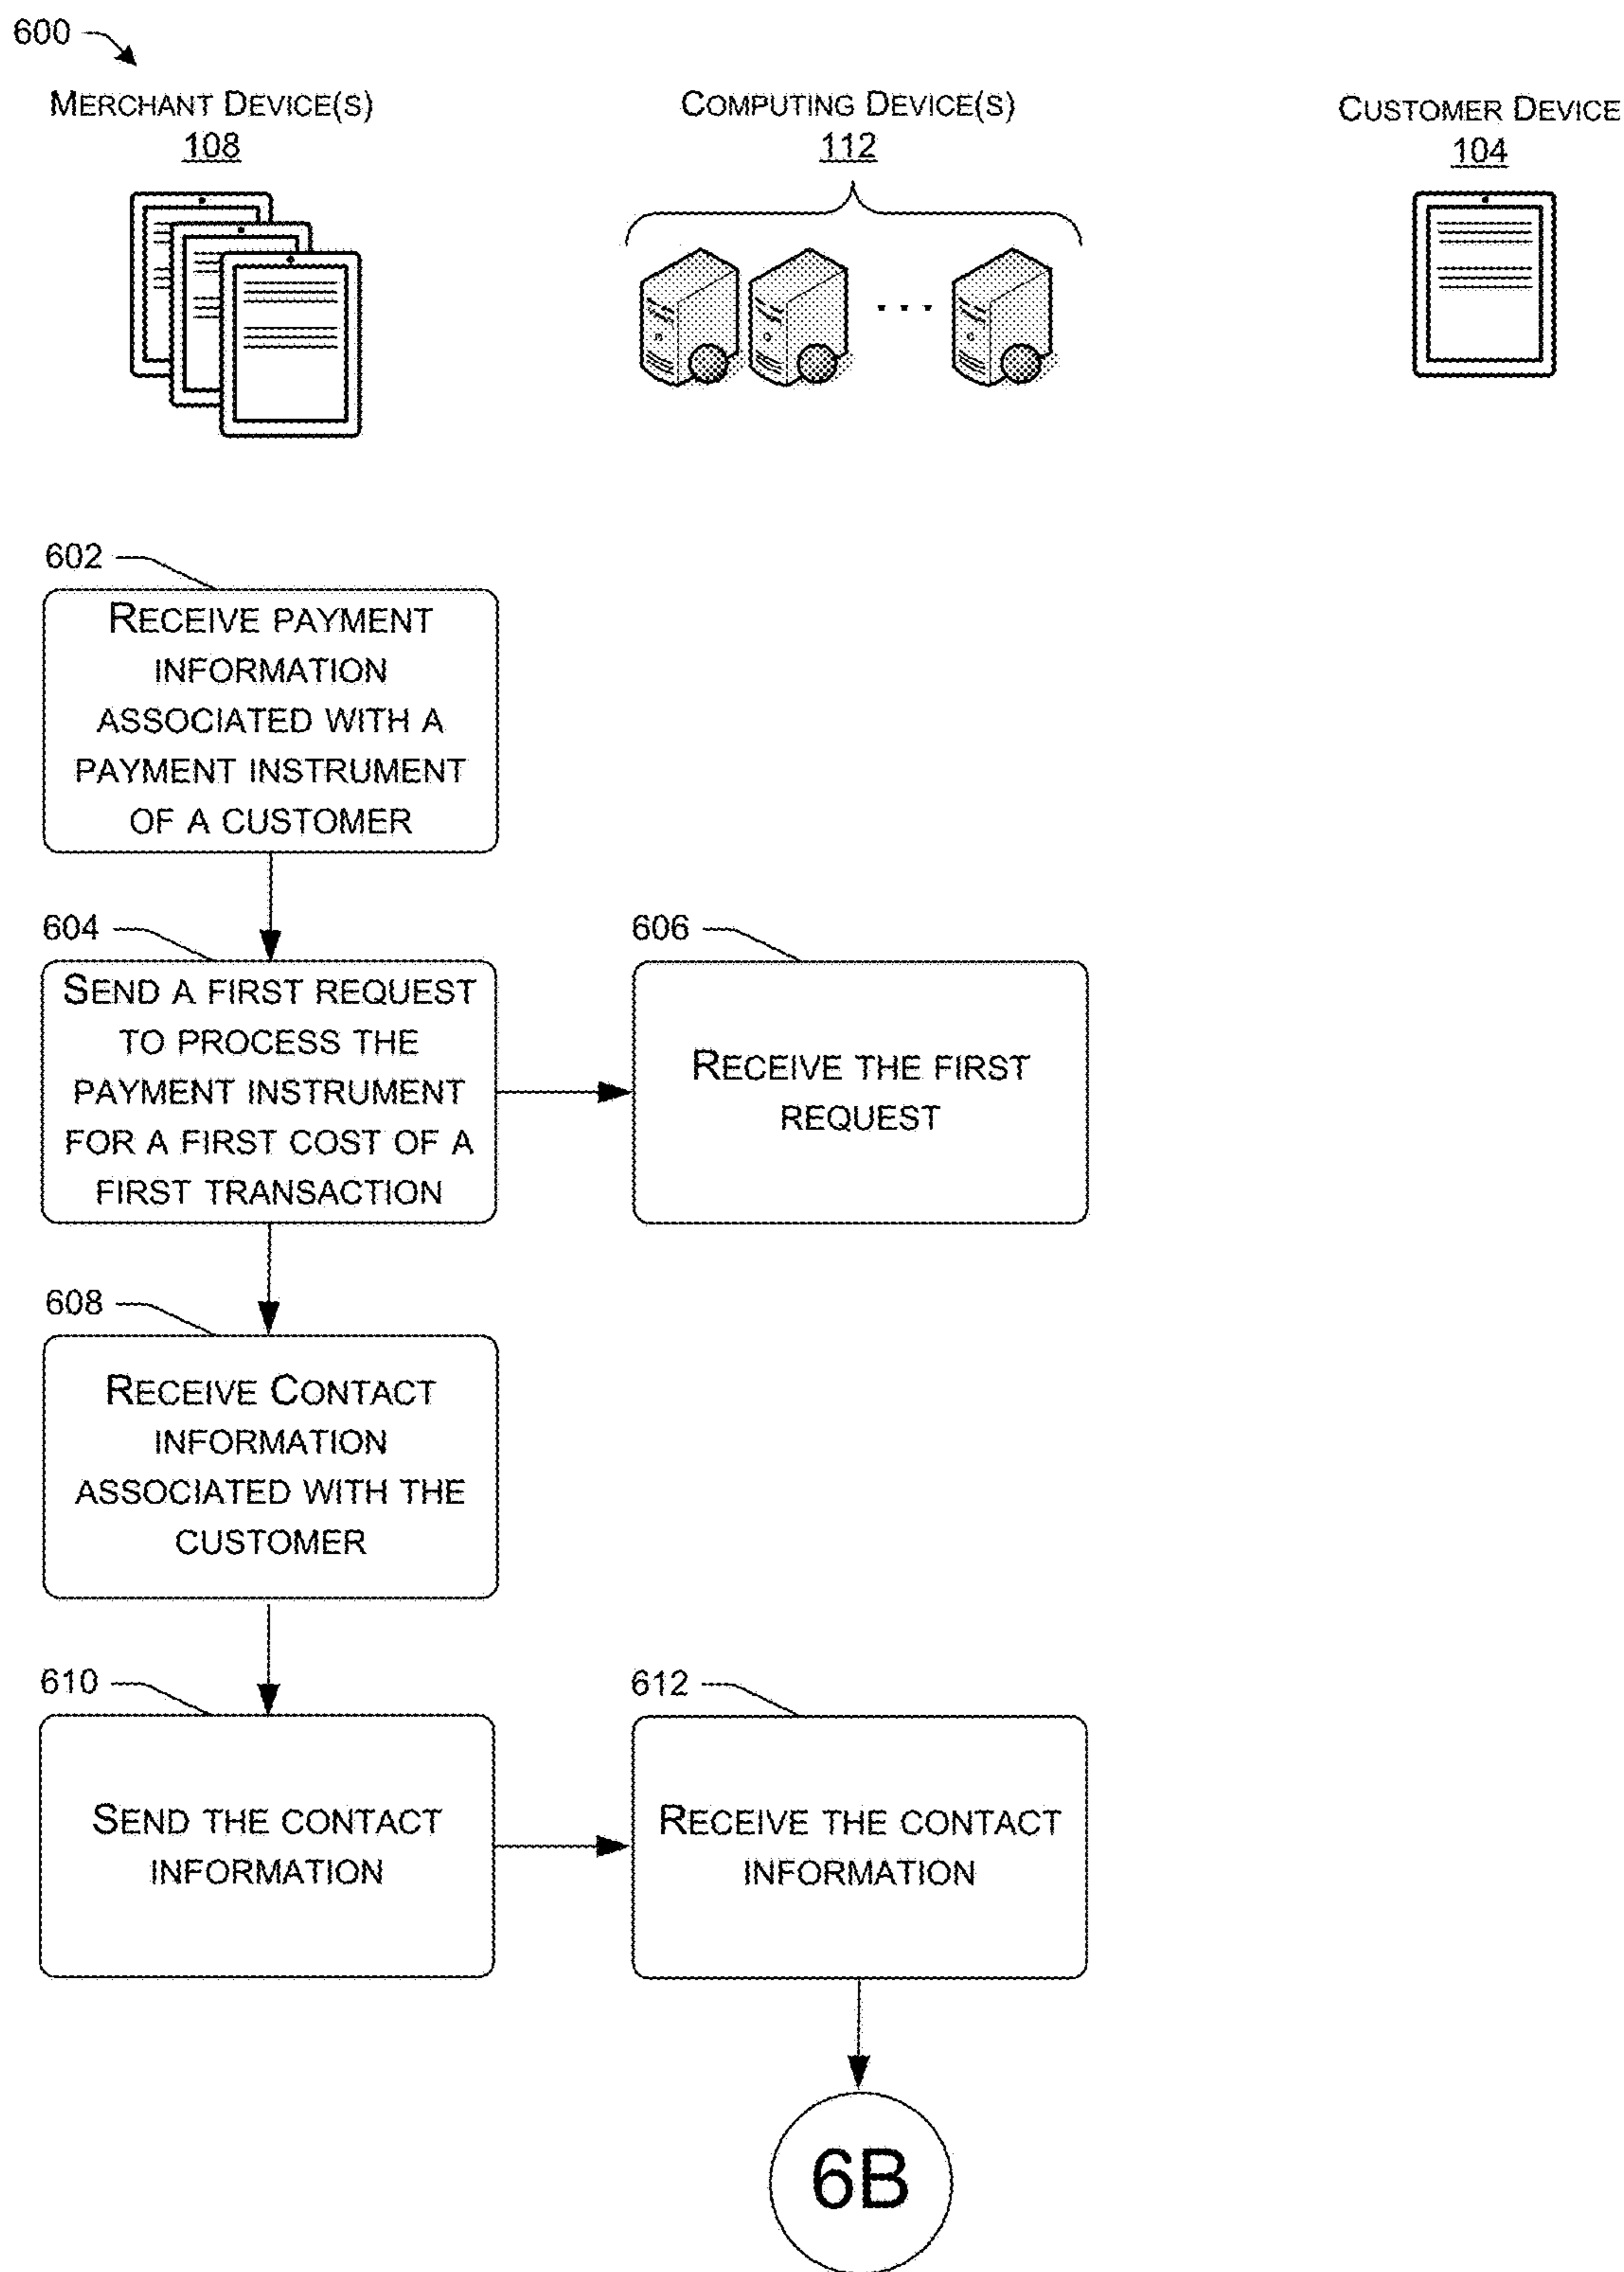 600
MERCHANT DEVICE(S)
108
COMPUTING DEVICE(S)
112
CUSTOMER DEVICE
104
602
RECEIVE PAYMENT
INFORMATION
ASSOCIATED WITH A
PAYMENT INSTRUMENT
OF A CUSTOMER
604
SEND A FIRST REQUEST
TO PROCESS THE
PAYMENT INSTRUMENT
FOR A FIRST COST OF A
FIRST TRANSACTION
606
RECEIVE THE FIRST
REQUEST
608
RECEIVE CONTACT
INFORMATION
ASSOCIATED WITH THE
CUSTOMER
610
SEND THE CONTACT
INFORMATION
612
RECEIVE THE CONTACT
INFORMATION
6B